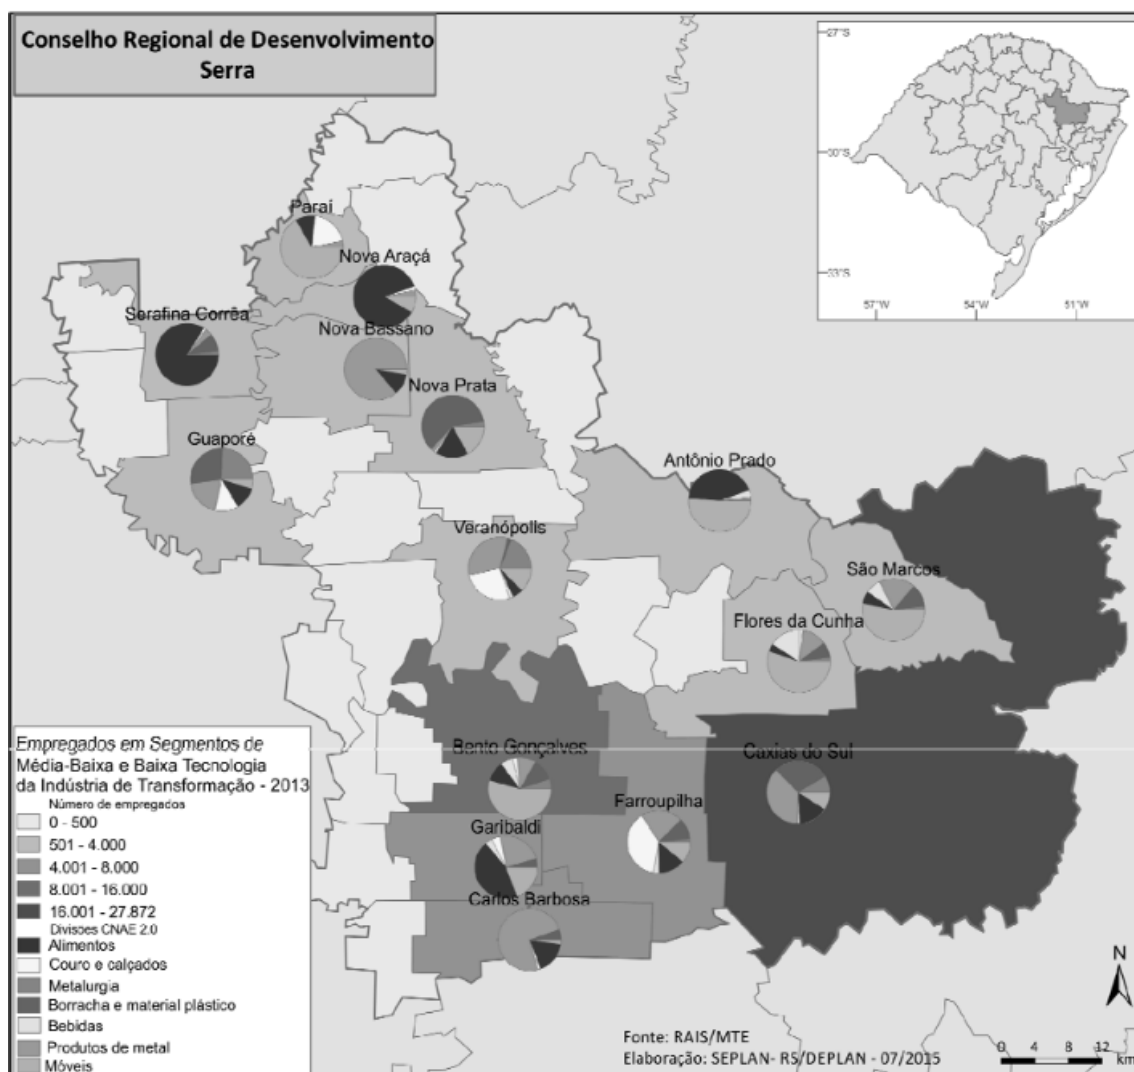 Conselho Regional de Desenvolvimento
Serra
27°S
30°S
33°S
57°W
54°W
51°W
Paraí
Nova Araçá
Serafina Corrêa
Nova Bassano
Nova Prata
Guaporé
Antônio Prado
Veranópolis
São Marcos
Flores da Cunha
Bento Gonçalves
Caxias do Sul
Farroupilha
Garibaldi
Carlos Barbosa
Empregados em Segmentos de
Média-Baixa e Baixa Tecnologia
da Indústria de Transformação - 2013
Número de empregados
0 - 500
501 - 4.000
4.001 - 8.000
8.001 - 16.000
16.001 - 27.872
Divisões CNAE 2.0
Alimentos
Couro e calçados
Metalurgia
Borracha e material plástico
Bebidas
Produtos de metal
Móveis
N
Fonte: RAIS/MTE
Elaboração: SEPLAN- RS/DEPLAN - 07/2015
0 4 8 12
km